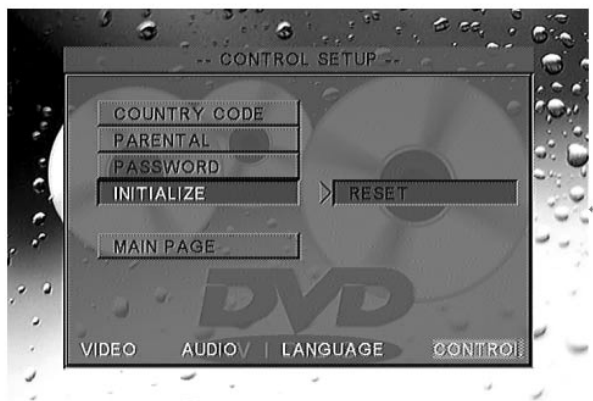 -- CONTROL SETUP --
COUNTRY CODE
PARENTAL
PASSWORD
INITIALIZE
RESET
MAIN PAGE
DVD
VIDEO AUDIO LANGUAGE CONTROL